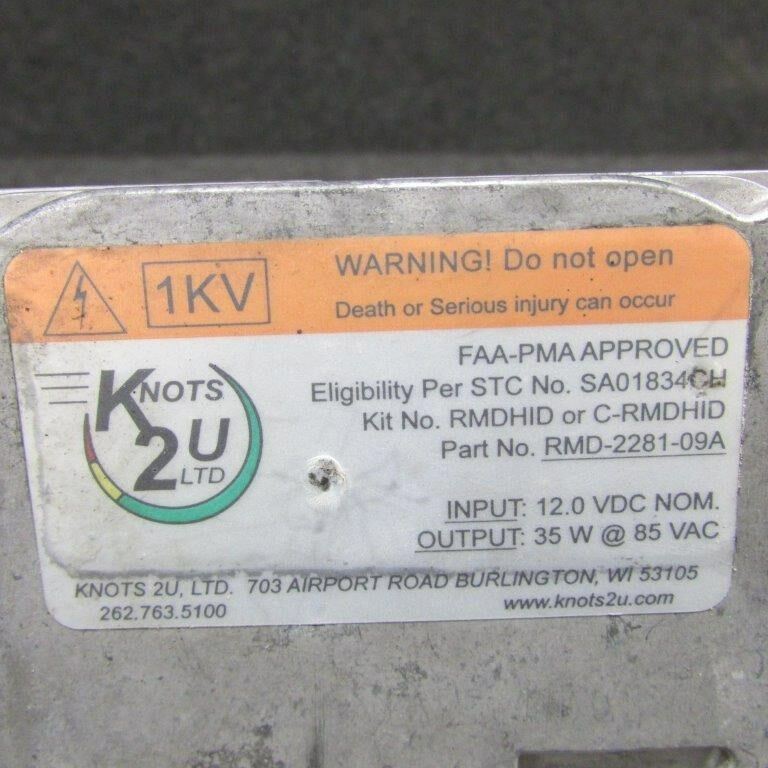 1KV
WARNING! Do not open
Death or Serious injury can occur
KNOTS
2U
LTD
FAA-PMA APPROVED
Eligibility Per STC No. SA01834CH
Kit No. RMDHID or C-RMDHID
Part No. RMD-2281-09A
INPUT: 12.0 VDC NOM.
OUTPUT: 35 W @ 85 VAC
KNOTS 2U, LTD. 703 AIRPORT ROAD BURLINGTON, WI 53105
262.763.5100 www.knots2u.com